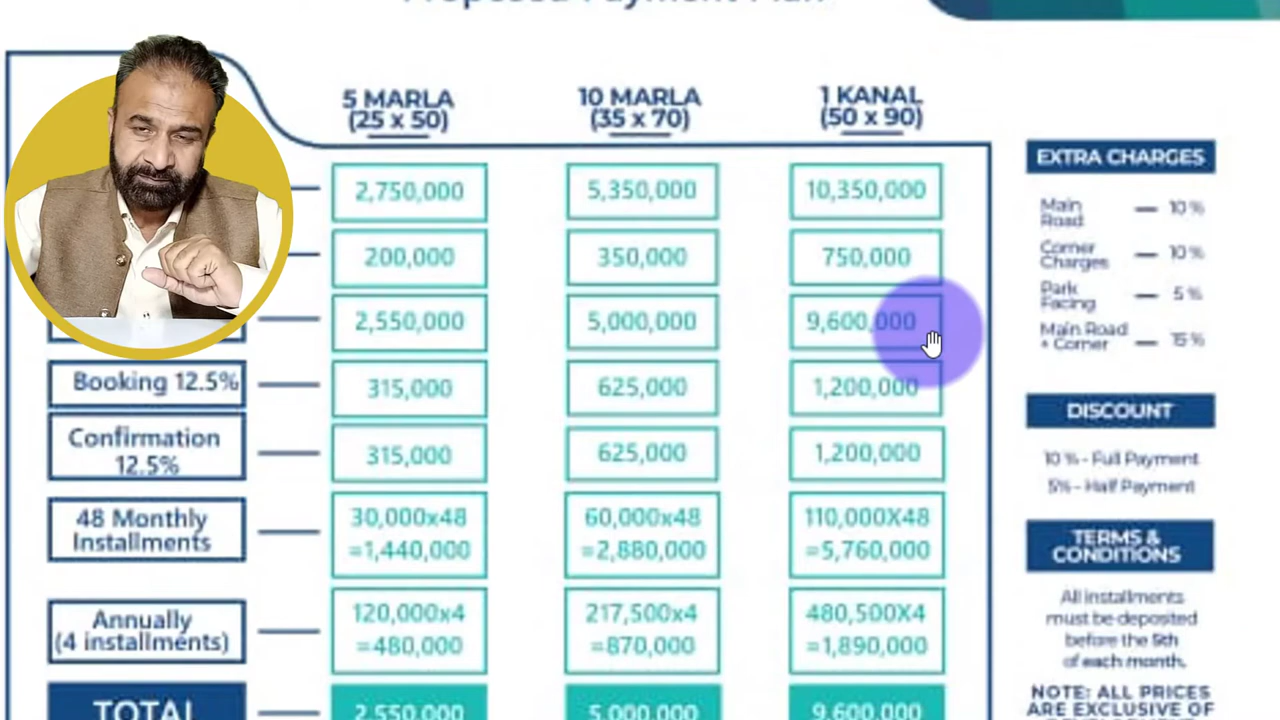 Proposed Payment Plan
5 MARLA
(25 x 50)
10 MARLA
(35 x 70)
1 KANAL
(50 x 90)
2,750,000
5,350,000
10,350,000
200,000
350,000
750,000
2,550,000
5,000,000
9,600,000
Booking 12.5%
315,000
625,000
1,200,000
Confirmation
12.5%
315,000
625,000
1,200,000
48 Monthly
Installments
30,000x48
=1,440,000
60,000x48
=2,880,000
110,000X48
=5,760,000
Annually
(4 installments)
120,000x4
=480,000
217,500x4
=870,000
480,500X4
=1,890,000
TOTAL
2,550,000
5,000,000
9,600,000
EXTRA CHARGES
Main
Road
— 10%
Corner
Charges
— 10%
Park
Facing
— 5%
Main Road
+ Corner
— 15%
DISCOUNT
10 % - Full Payment
5% - Half Payment
TERMS &
CONDITIONS
All installments
must be deposited
before the 5th
of each month.
NOTE: ALL PRICES
ARE EXCLUSIVE OF